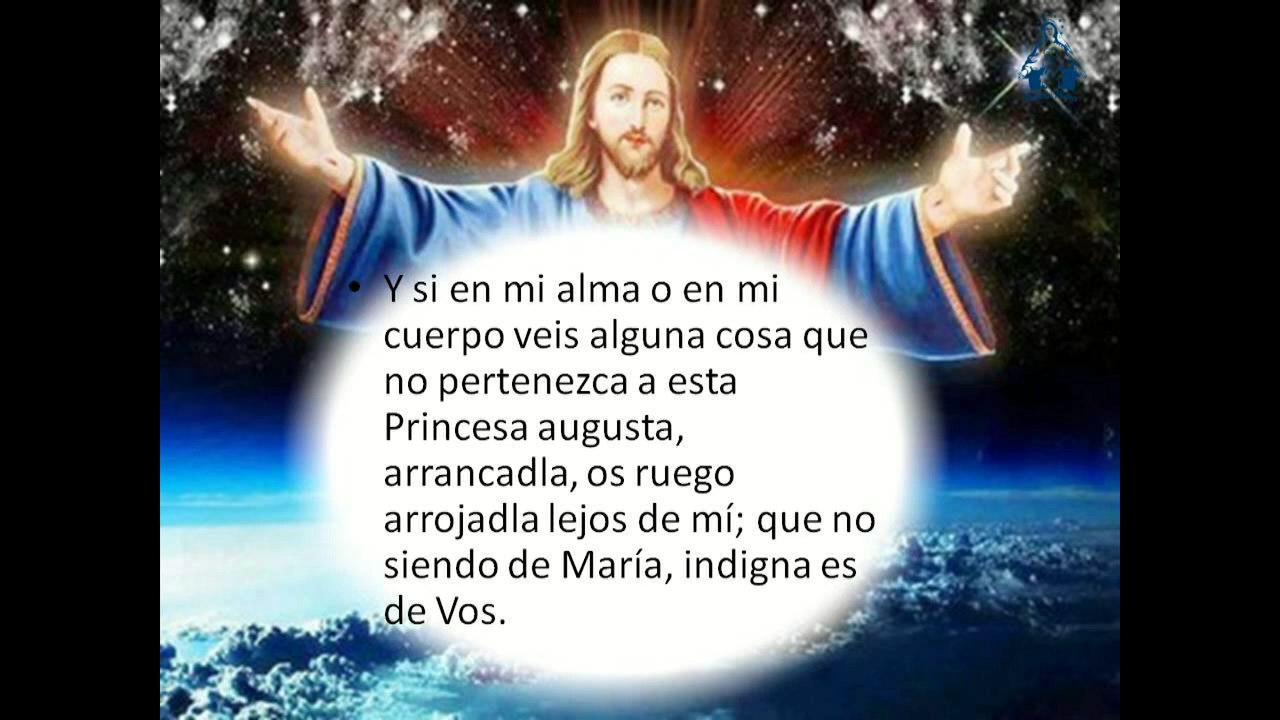 • Y si en mi alma o en mi
cuerpo veis alguna cosa que
no pertenezca a esta
Princesa augusta,
arrancadla, os ruego
arrojadla lejos de mí; que no
siendo de María, indigna es
de Vos.